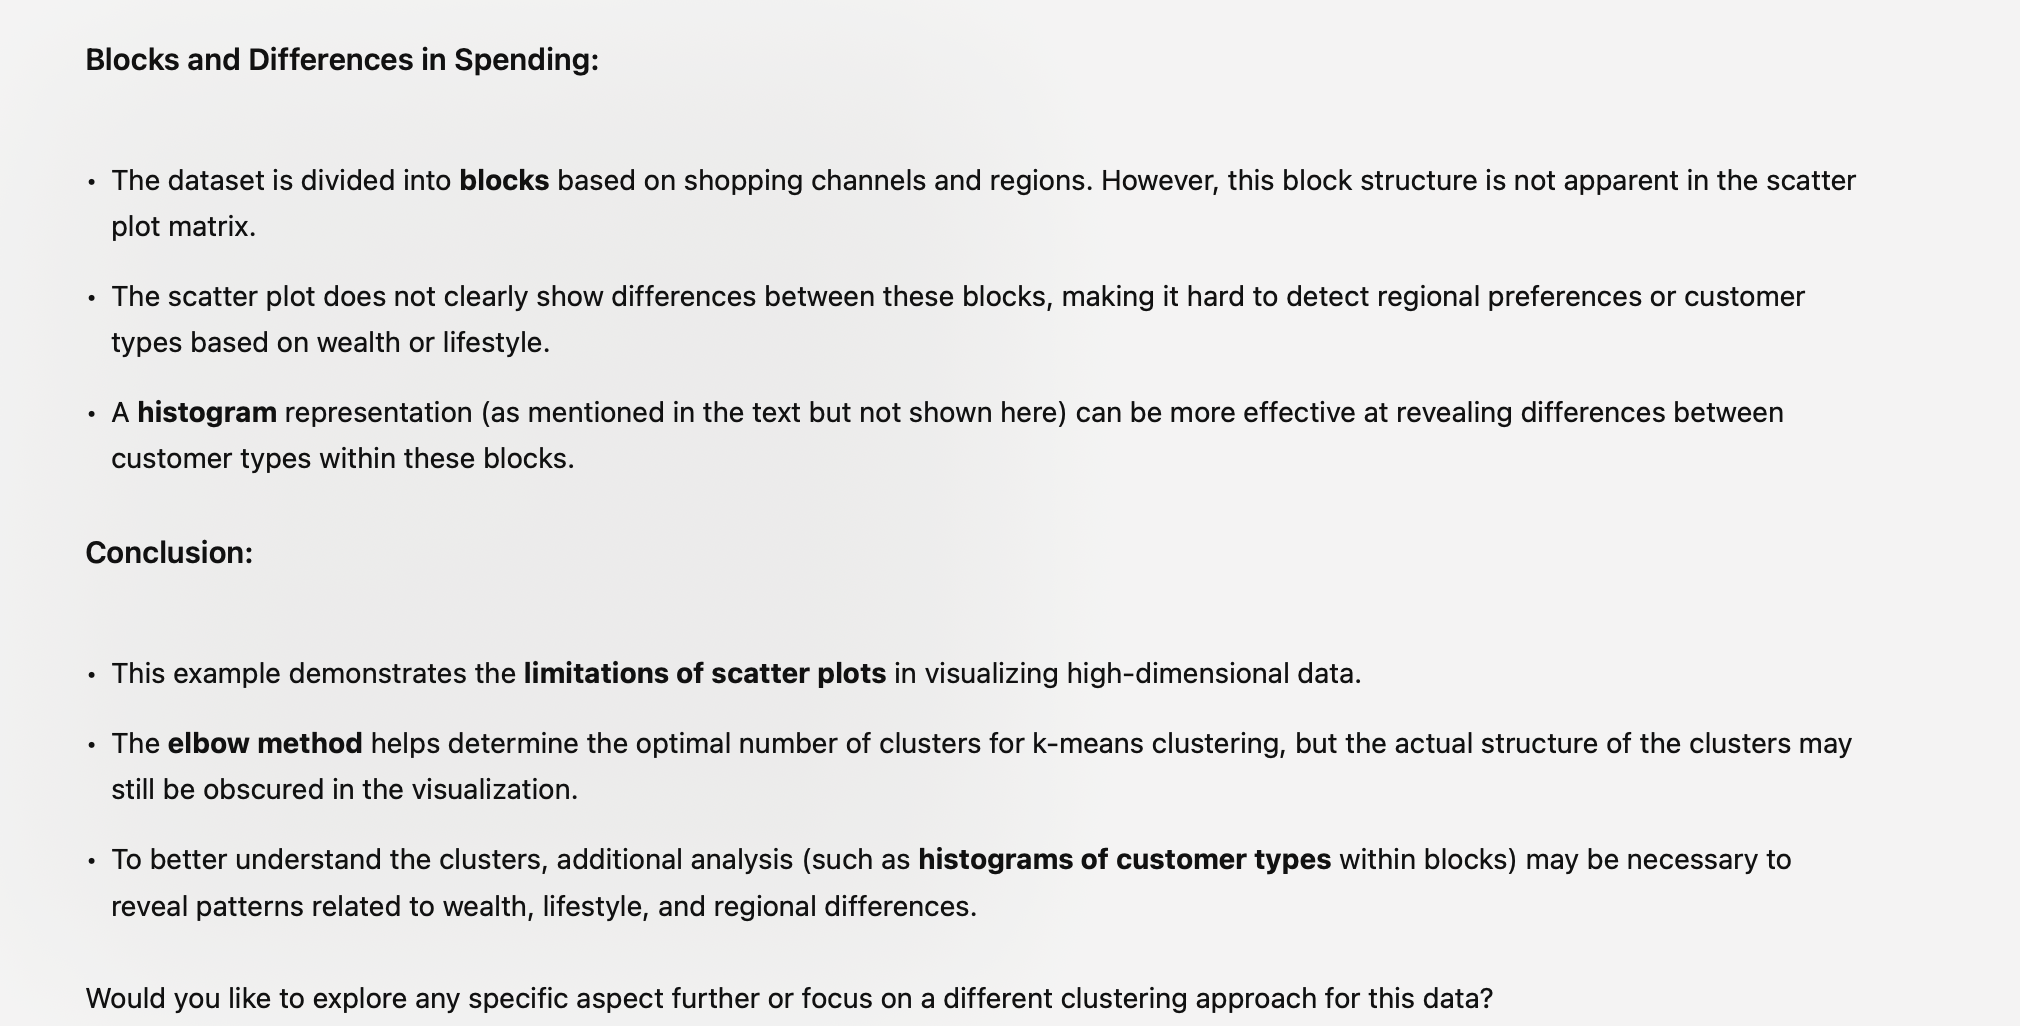 Blocks and Differences in Spending:
• The dataset is divided into blocks based on shopping channels and regions. However, this block structure is not apparent in the scatter
plot matrix.
• The scatter plot does not clearly show differences between these blocks, making it hard to detect regional preferences or customer
types based on wealth or lifestyle.
• A histogram representation (as mentioned in the text but not shown here) can be more effective at revealing differences between
customer types within these blocks.
Conclusion:
• This example demonstrates the limitations of scatter plots in visualizing high-dimensional data.
• The elbow method helps determine the optimal number of clusters for k-means clustering, but the actual structure of the clusters may
still be obscured in the visualization.
• To better understand the clusters, additional analysis (such as histograms of customer types within blocks) may be necessary to
reveal patterns related to wealth, lifestyle, and regional differences.
Would you like to explore any specific aspect further or focus on a different clustering approach for this data?